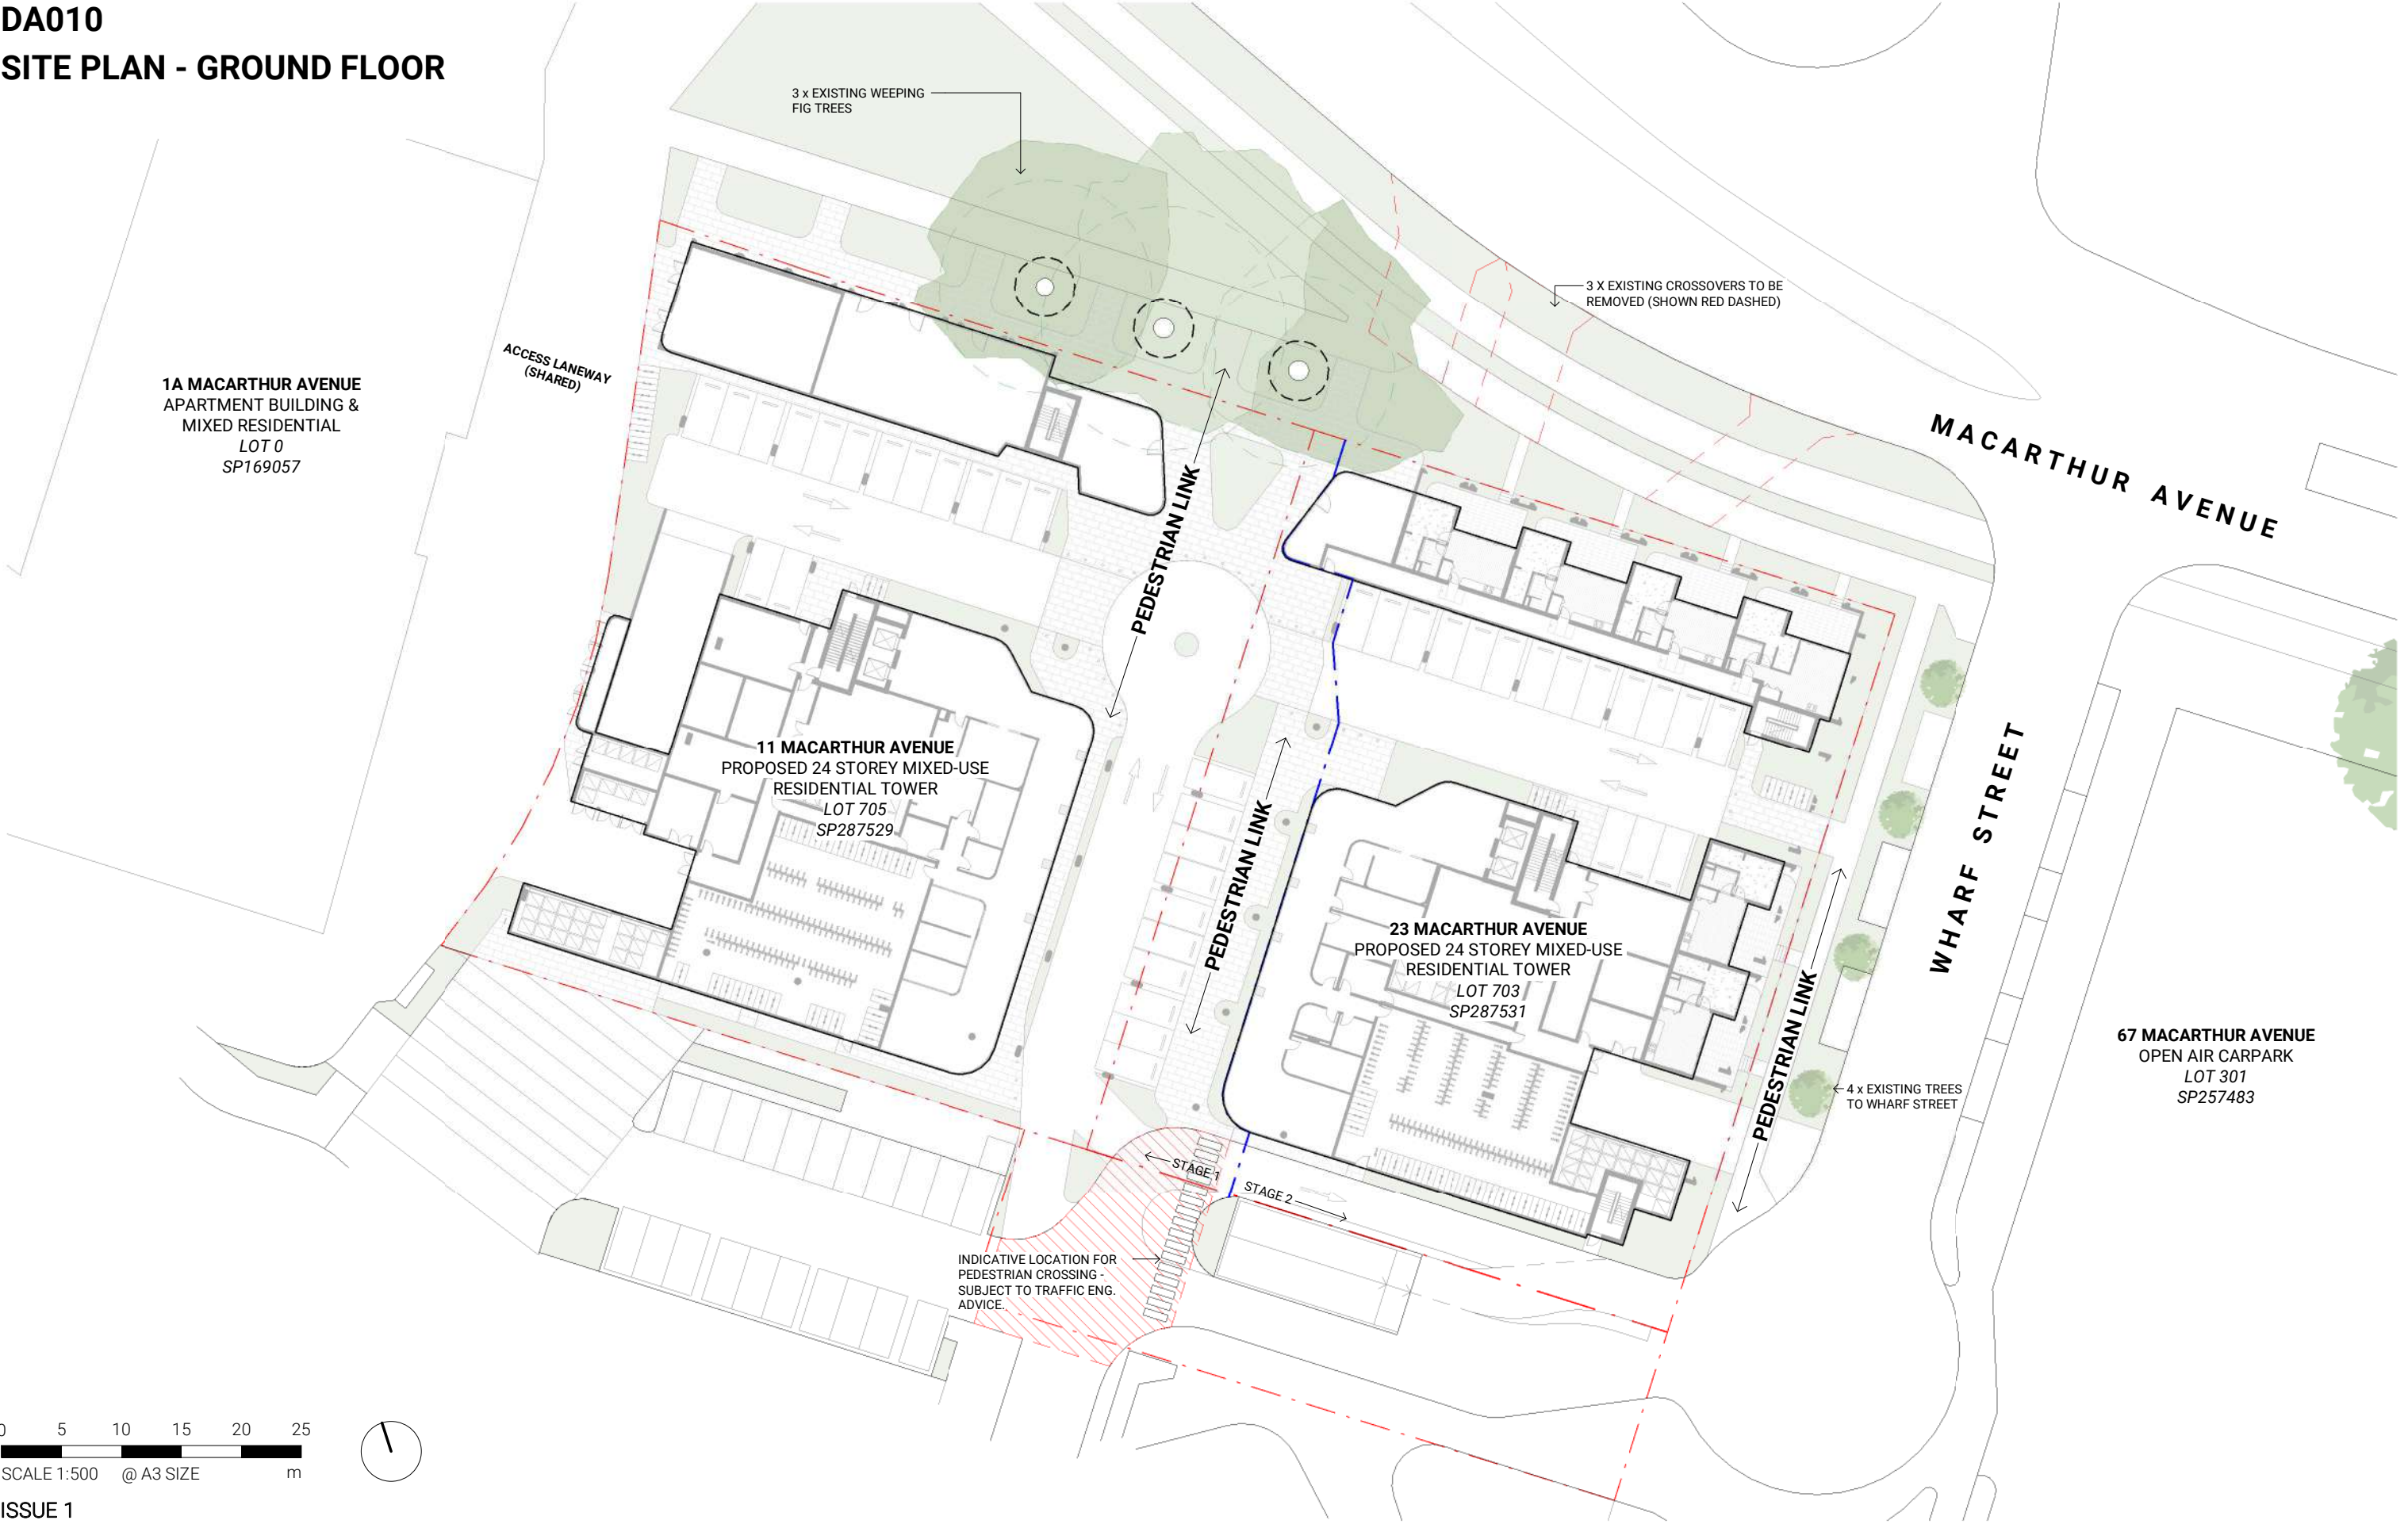 DA010
SITE PLAN - GROUND FLOOR
3 x EXISTING WEEPING
FIG TREES
3 X EXISTING CROSSOVERS TO BE
REMOVED (SHOWN RED DASHED)
ACCESS LANEWAY
(SHARED)
1A MACARTHUR AVENUE
APARTMENT BUILDING &
MIXED RESIDENTIAL
LOT 0
SP169057
MACARTHUR AVENUE
PEDESTRIAN LINK
11 MACARTHUR AVENUE
PROPOSED 24 STOREY MIXED-USE
RESIDENTIAL TOWER
LOT 705
SP287529
PEDESTRIAN LINK
23 MACARTHUR AVENUE
PROPOSED 24 STOREY MIXED-USE
RESIDENTIAL TOWER
LOT 703
SP287531
WHARF STREET
PEDESTRIAN LINK
67 MACARTHUR AVENUE
OPEN AIR CARPARK
LOT 301
SP257483
4 x EXISTING TREES
TO WHARF STREET
STAGE 1
STAGE 2
INDICATIVE LOCATION FOR
PEDESTRIAN CROSSING -
SUBJECT TO TRAFFIC ENG.
ADVICE.
0 5 10 15 20 25
SCALE 1:500 @ A3 SIZE m
ISSUE 1